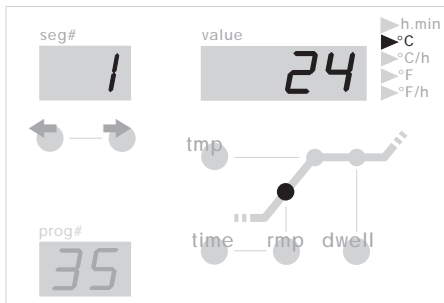 seg#
value
h.min
°C
°C/h
°F
°F/h
1
24
tmp
prog#
35
time
rmp
dwell